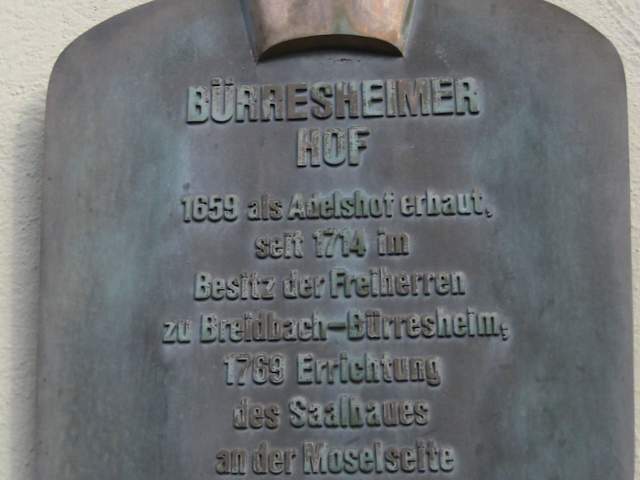 BÜRRESHEIMER
HOF
1659 als Adelshof erbaut,
seit 1714 im
Besitz der Freiherren
zu Breidbach-Bürresheim,
1769 Errichtung
des Saalbaues
an der Moselseite